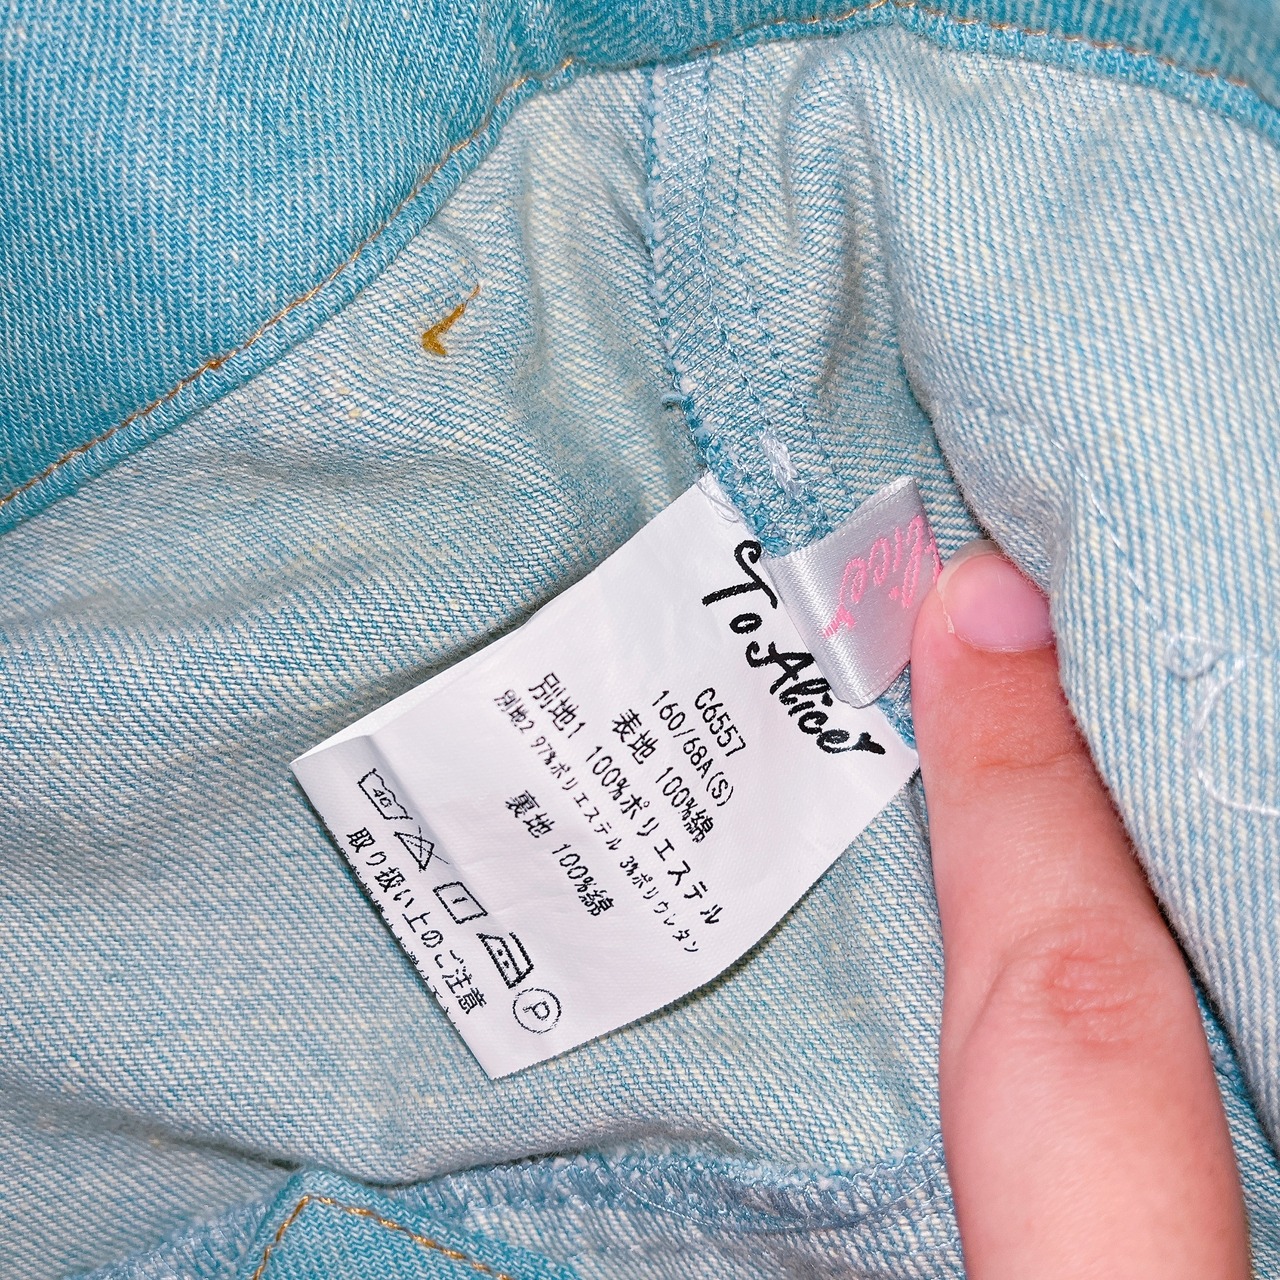 To Alice
C6557
160/68A(S)
表地 100%綿
別地1 100%ポリエステル
別地2 97%ポリエステル 3%ポリウレタン
裏地 100%綿
40
P
取り扱い上のご注意
Alice